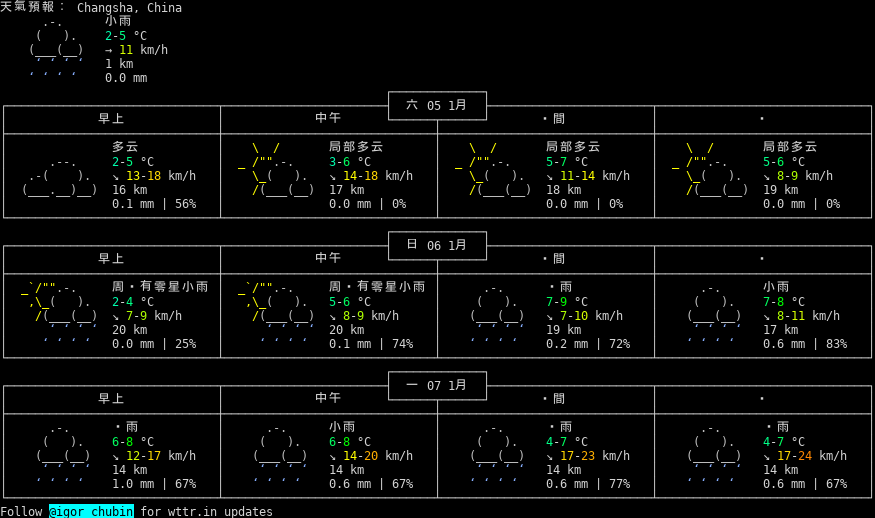 天氣預報： Changsha, China
小雨
2-5 °C
→ 11 km/h
1 km
0.0 mm
六 05 1月
早上 中午 ・間 ・
多云 局部多云 局部多云 局部多云
2-5 °C 3-6 °C 5-7 °C 5-6 °C
↘ 13-18 km/h ↘ 14-18 km/h ↘ 11-14 km/h ↘ 8-9 km/h
16 km 17 km 18 km 19 km
0.1 mm | 56% 0.0 mm | 0% 0.0 mm | 0% 0.0 mm | 0%
日 06 1月
早上 中午 ・間 ・
周・有零星小雨 周・有零星小雨 ・雨 小雨
2-4 °C 5-6 °C 7-9 °C 7-8 °C
↘ 7-9 km/h ↘ 8-9 km/h ↘ 7-10 km/h ↘ 8-11 km/h
20 km 20 km 19 km 17 km
0.0 mm | 25% 0.1 mm | 74% 0.2 mm | 72% 0.6 mm | 83%
一 07 1月
早上 中午 ・間 ・
・雨 小雨 ・雨 ・雨
6-8 °C 6-8 °C 4-7 °C 4-7 °C
↘ 12-17 km/h ↘ 14-20 km/h ↘ 17-23 km/h ↘ 17-24 km/h
14 km 14 km 14 km 14 km
1.0 mm | 67% 0.6 mm | 67% 0.6 mm | 77% 0.6 mm | 67%
Follow @igor_chubin for wttr.in updates